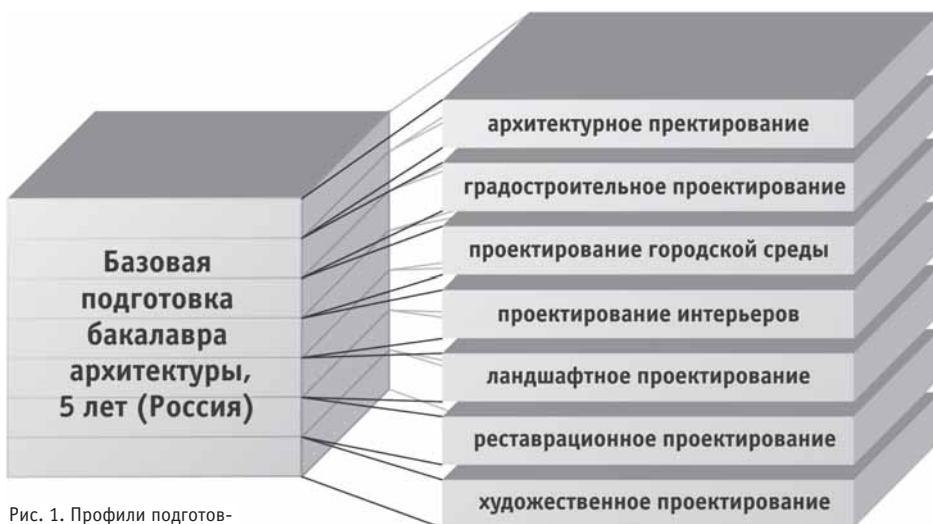 Базовая
подготовка
бакалавра
архитектуры,
5 лет (Россия)
архитектурное пректирование
градостроительное проектирование
проектирование городской среды
проектирование интерьеров
ландшафтное проектирование
реставрационное проектирование
художественное проектирование
Рис. 1. Профили подготов-